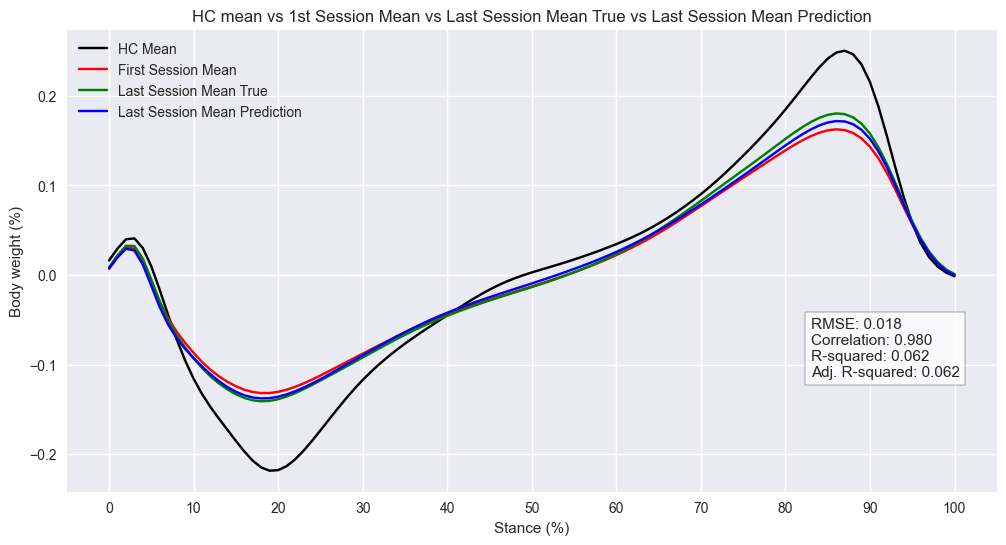 HC mean vs 1st Session Mean vs Last Session Mean True vs Last Session Mean Prediction
HC Mean
First Session Mean
Last Session Mean True
Last Session Mean Prediction
Body weight (%)
0.2
0.1
0.0
−0.1
−0.2
RMSE: 0.018
Correlation: 0.980
R-squared: 0.062
Adj. R-squared: 0.062
0 10 20 30 40 50 60 70 80 90 100
Stance (%)